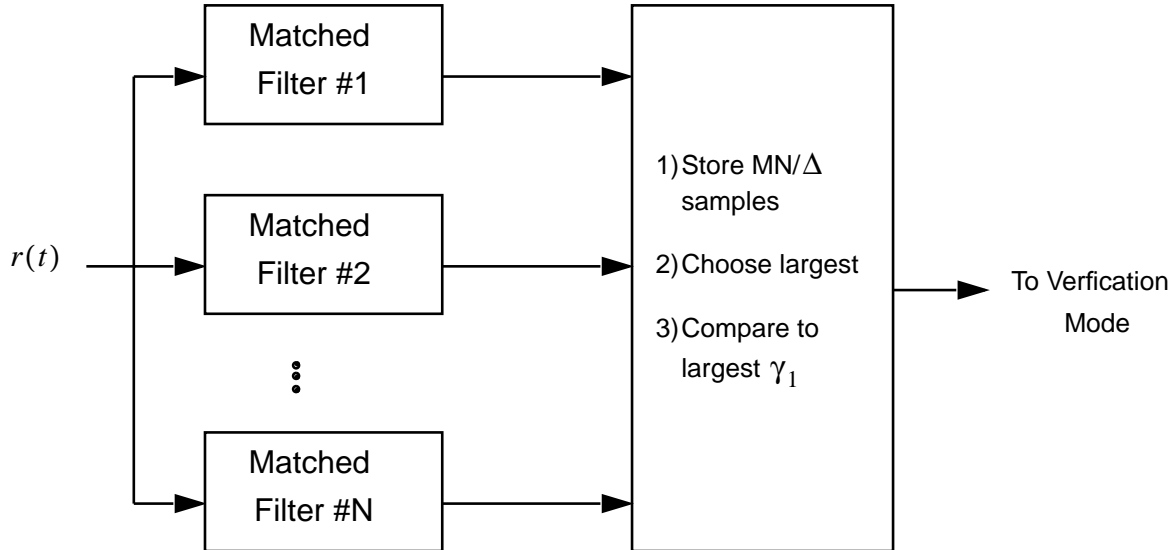 Matched
Filter #1
Matched
Filter #2
Matched
Filter #N
r(t)
1) Store MN/Δ
samples
2) Choose largest
3) Compare to
largest γ₁
To Verfication
Mode